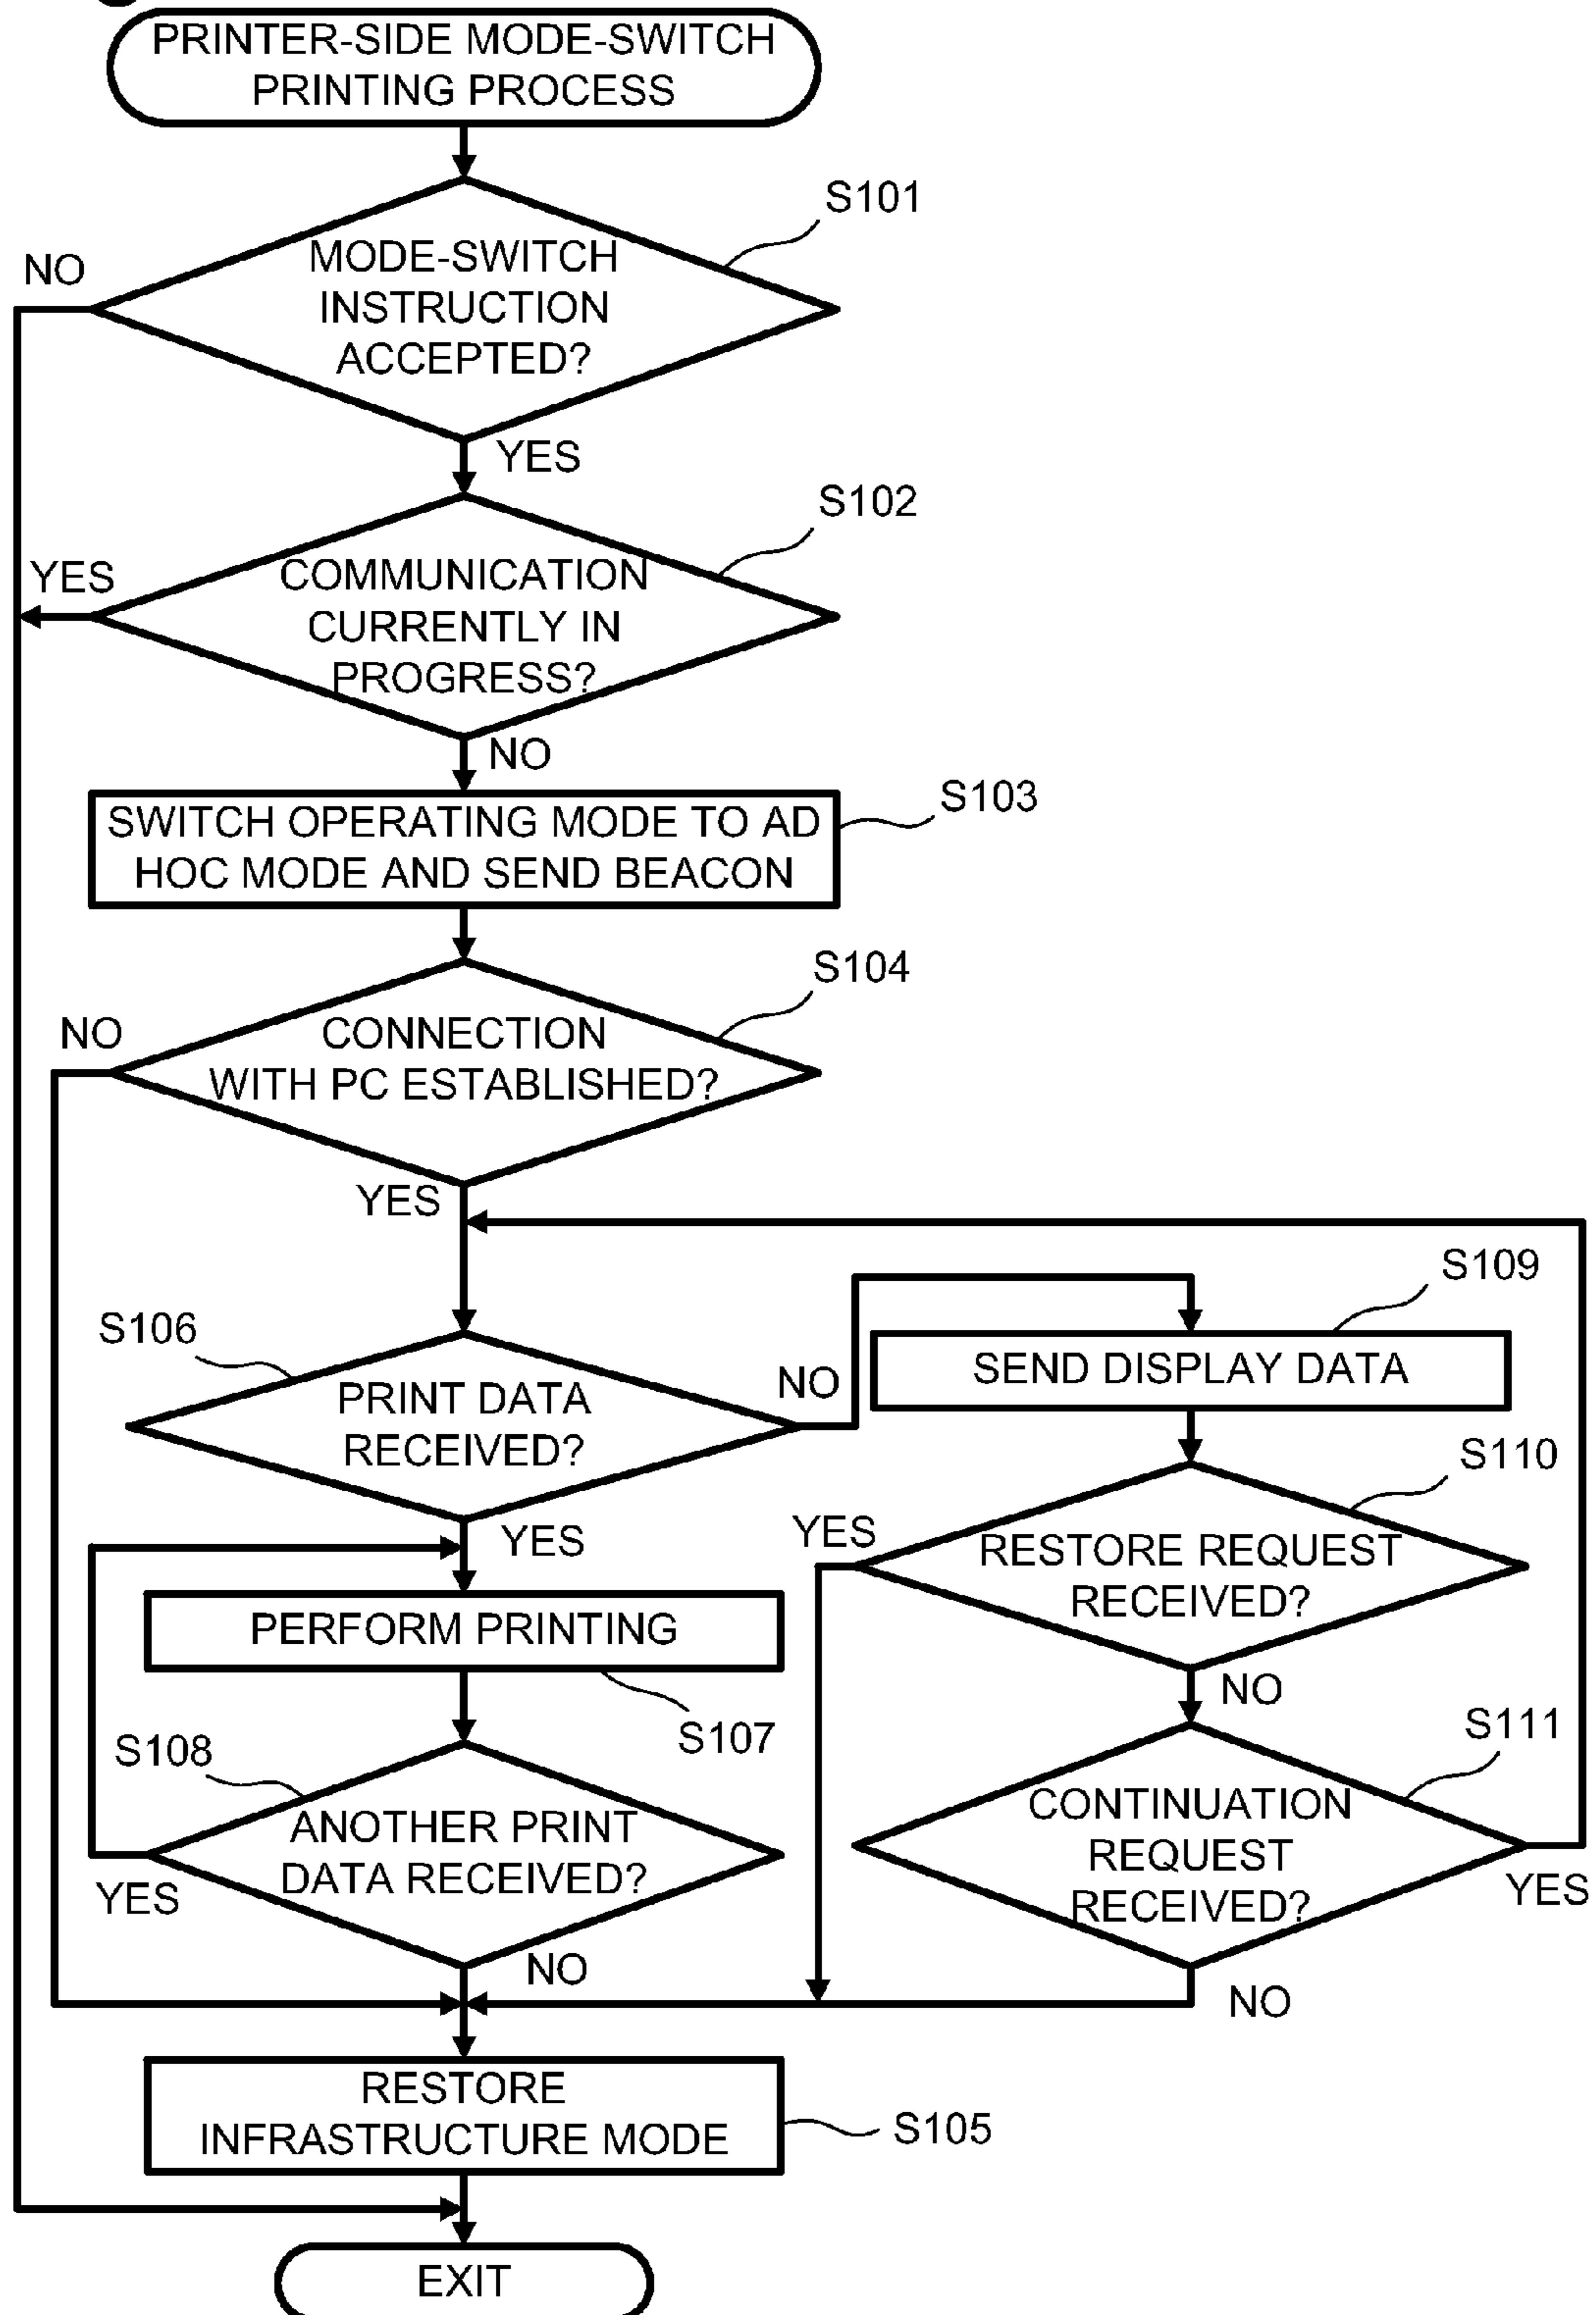 PRINTER-SIDE MODE-SWITCH
PRINTING PROCESS
S101
NO
MODE-SWITCH
INSTRUCTION
ACCEPTED?
YES
S102
YES
COMMUNICATION
CURRENTLY IN
PROGRESS?
NO
S103
SWITCH OPERATING MODE TO AD
HOC MODE AND SEND BEACON
S104
NO
CONNECTION
WITH PC ESTABLISHED?
YES
S106
PRINT DATA
RECEIVED?
NO
YES
S109
SEND DISPLAY DATA
S110
YES
RESTORE REQUEST
RECEIVED?
NO
PERFORM PRINTING
S107
S108
ANOTHER PRINT
DATA RECEIVED?
YES
NO
S111
CONTINUATION
REQUEST
RECEIVED?
YES
NO
RESTORE
INFRASTRUCTURE MODE
S105
EXIT